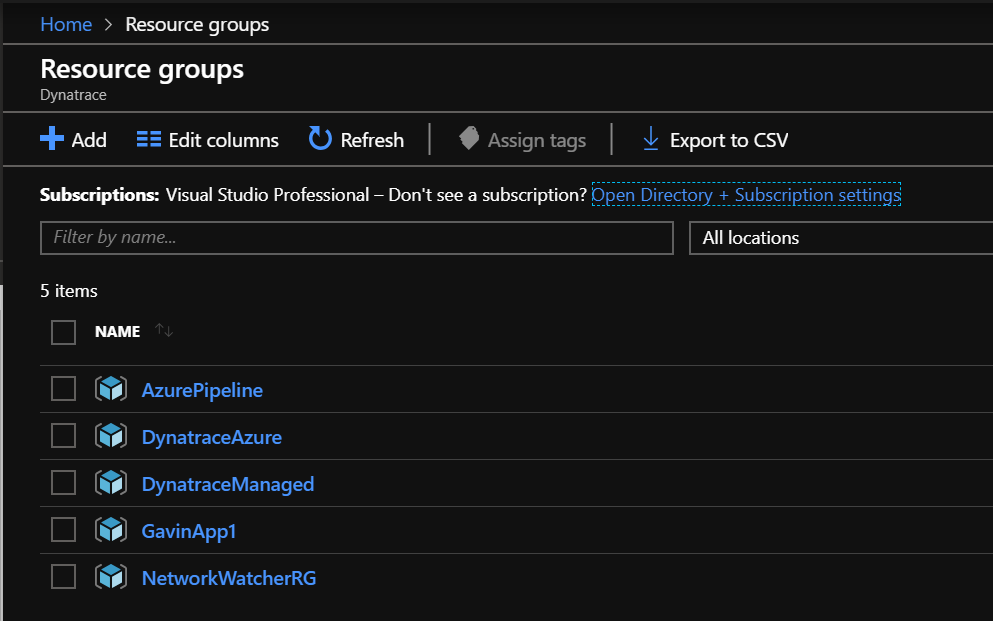 Home > Resource groups
Resource groups
Dynatrace
Add Edit columns Refresh Assign tags Export to CSV
Subscriptions: Visual Studio Professional – Don't see a subscription? Open Directory + Subscription settings
Filter by name... All locations
5 items
NAME
AzurePipeline
DynatraceAzure
DynatraceManaged
GavinApp1
NetworkWatcherRG